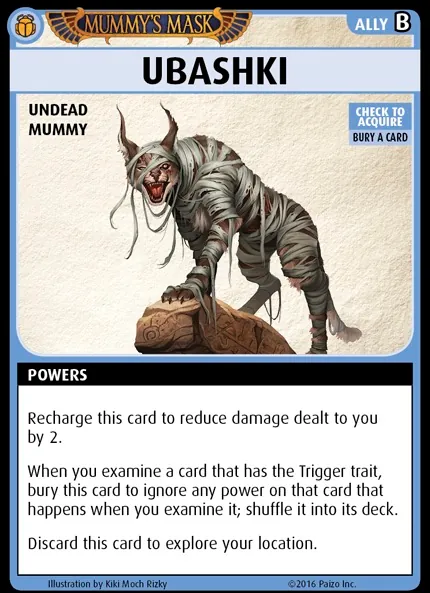 MUMMY'S MASK
ALLY B
UBASHKI
UNDEAD
MUMMY
CHECK TO
ACQUIRE
BURY A CARD
POWERS
Recharge this card to reduce damage dealt to you
by 2.
When you examine a card that has the Trigger trait,
bury this card to ignore any power on that card that
happens when you examine it; shuffle it into its deck.
Discard this card to explore your location.
Illustration by Kiki Moch Rizky
©2016 Paizo Inc.